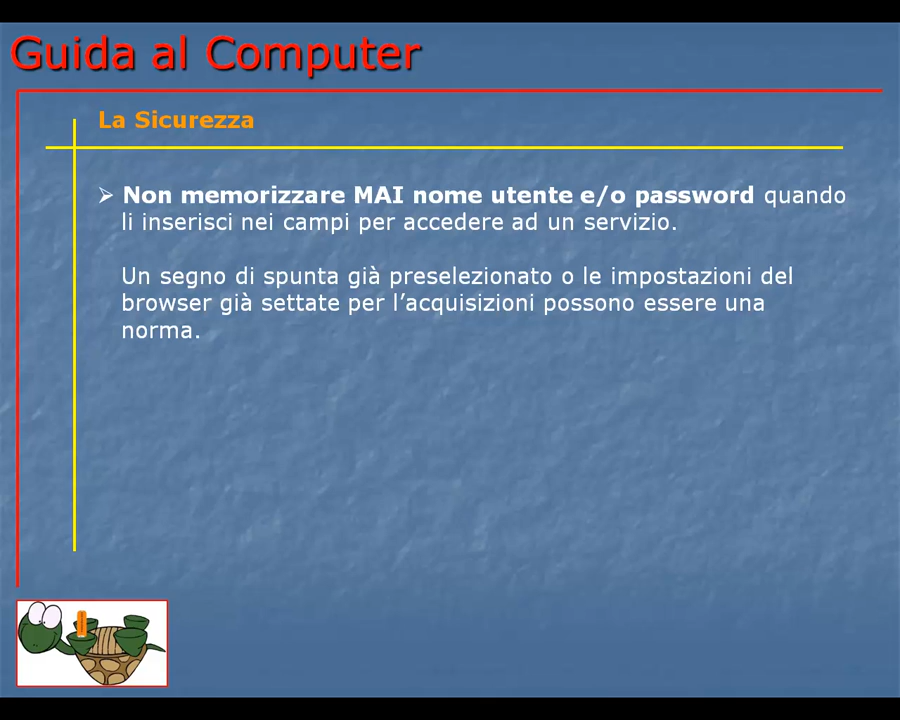 Guida al Computer
La Sicurezza
➢ Non memorizzare MAI nome utente e/o password quando
li inserisci nei campi per accedere ad un servizio.
Un segno di spunta già preselezionato o le impostazioni del
browser già settate per l’acquisizioni possono essere una
norma.